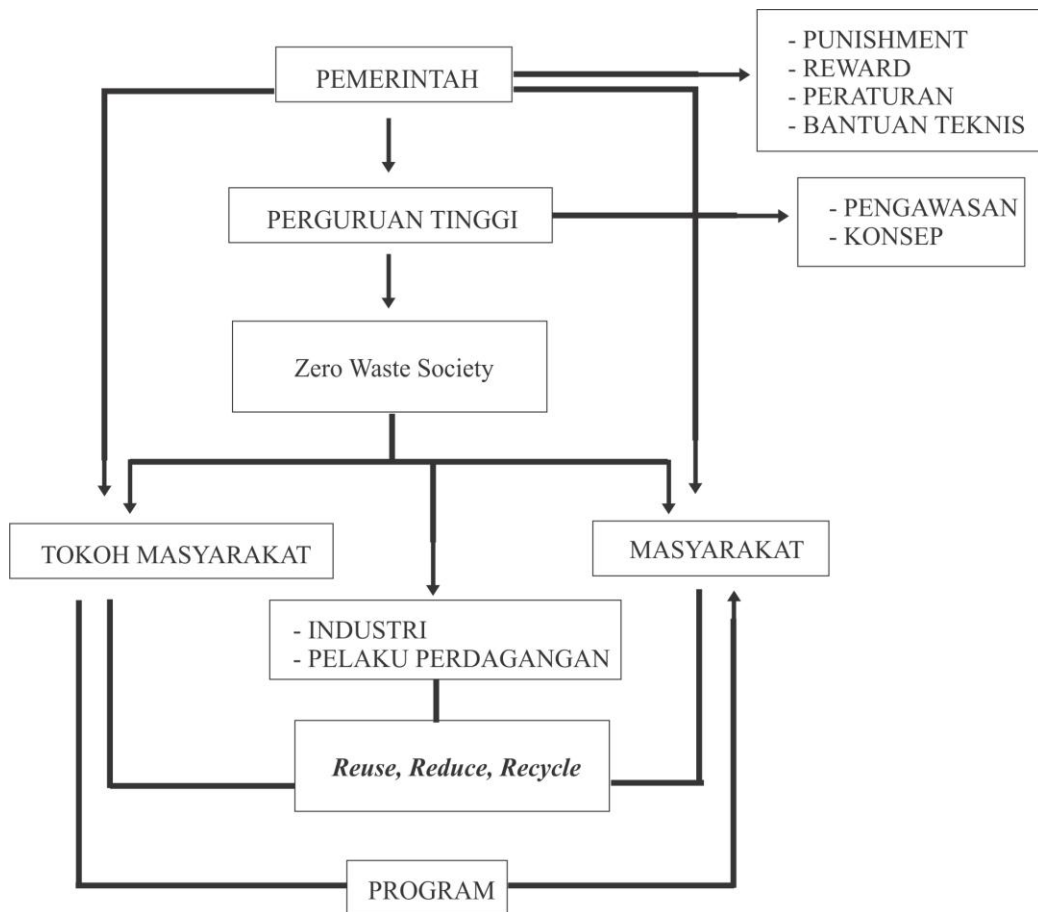 PEMERINTAH
- PUNISHMENT
- REWARD
- PERATURAN
- BANTUAN TEKNIS
PERGURUAN TINGGI
- PENGAWASAN
- KONSEP
Zero Waste Society
TOKOH MASYARAKAT
MASYARAKAT
- INDUSTRI
- PELAKU PERDAGANGAN
Reuse, Reduce, Recycle
PROGRAM